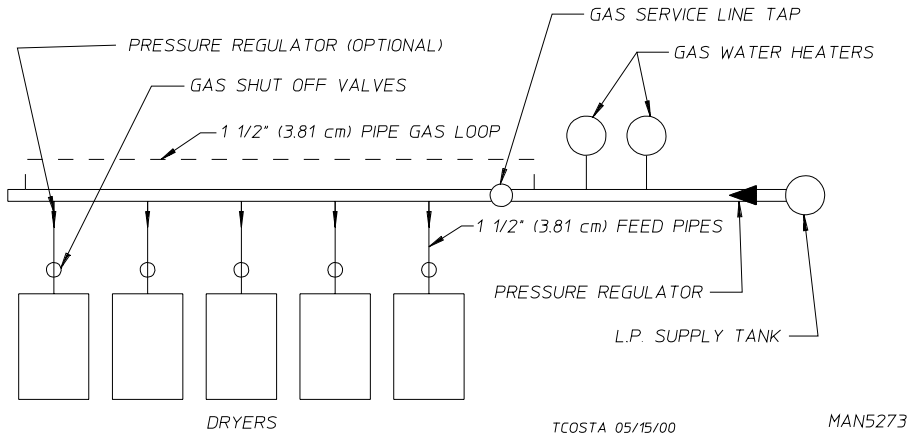 GAS SERVICE LINE TAP
PRESSURE REGULATOR (OPTIONAL)
GAS WATER HEATERS
GAS SHUT OFF VALVES
1 1/2" (3.81 cm) PIPE GAS LOOP
1 1/2" (3.81 cm) FEED PIPES
PRESSURE REGULATOR
L.P. SUPPLY TANK
DRYERS
TCOSTA 05/15/00
MAN5273